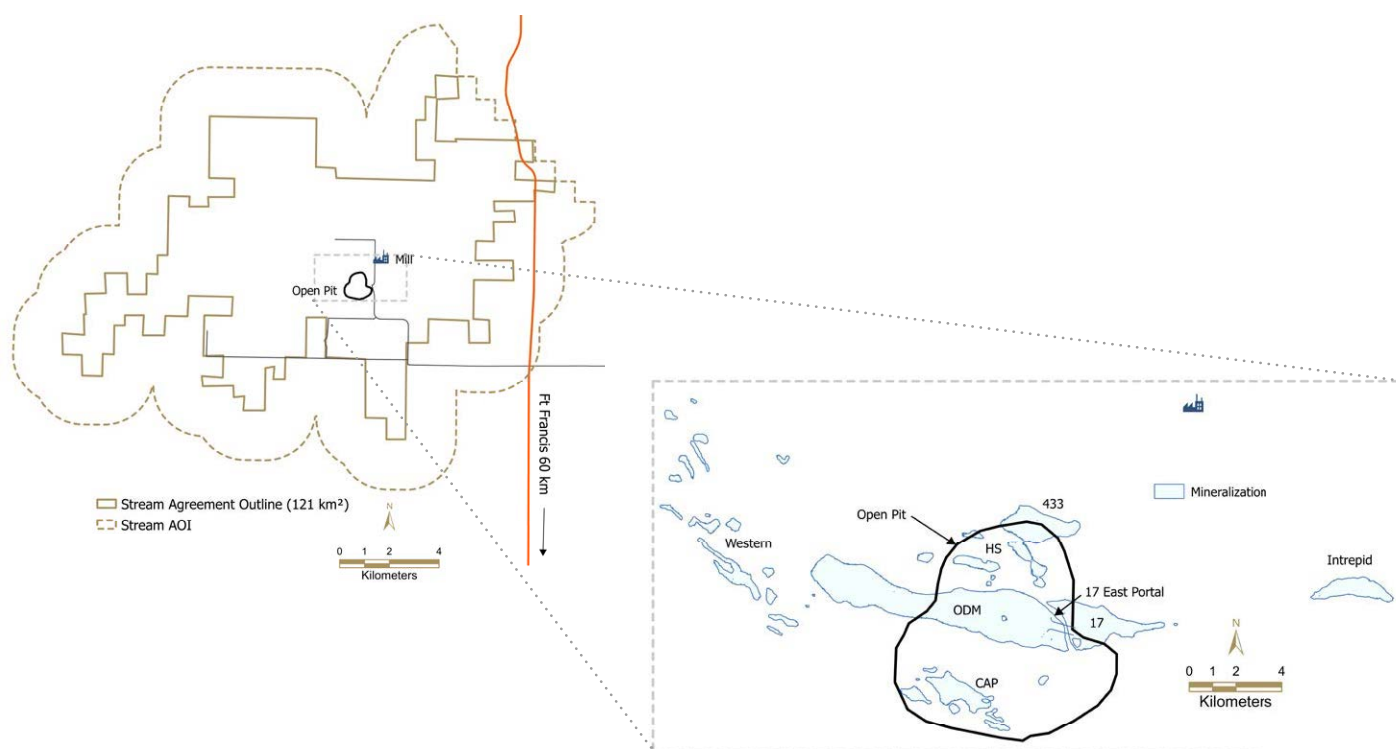 Mill
Open Pit
Ft Francis 60 km
Stream Agreement Outline (121 km²)
Stream AOI
N
0 1 2 4
Kilometers
433
Mineralization
Open Pit
HS
Western
Intrepid
17 East Portal
ODM
17
N
CAP
0 1 2 4
Kilometers